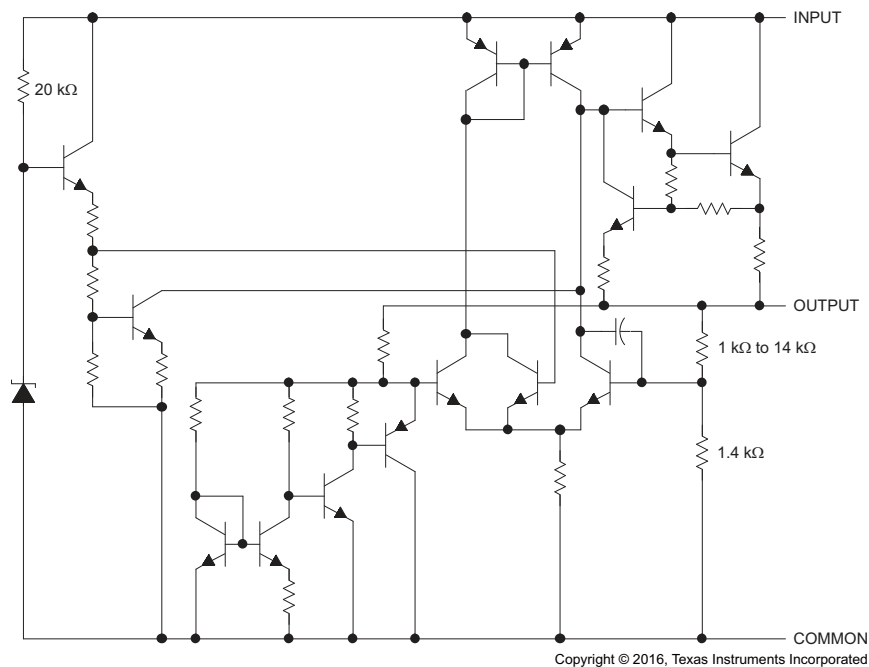 INPUT
20 kΩ
OUTPUT
1 kΩ to 14 kΩ
1.4 kΩ
COMMON
Copyright © 2016, Texas Instruments Incorporated